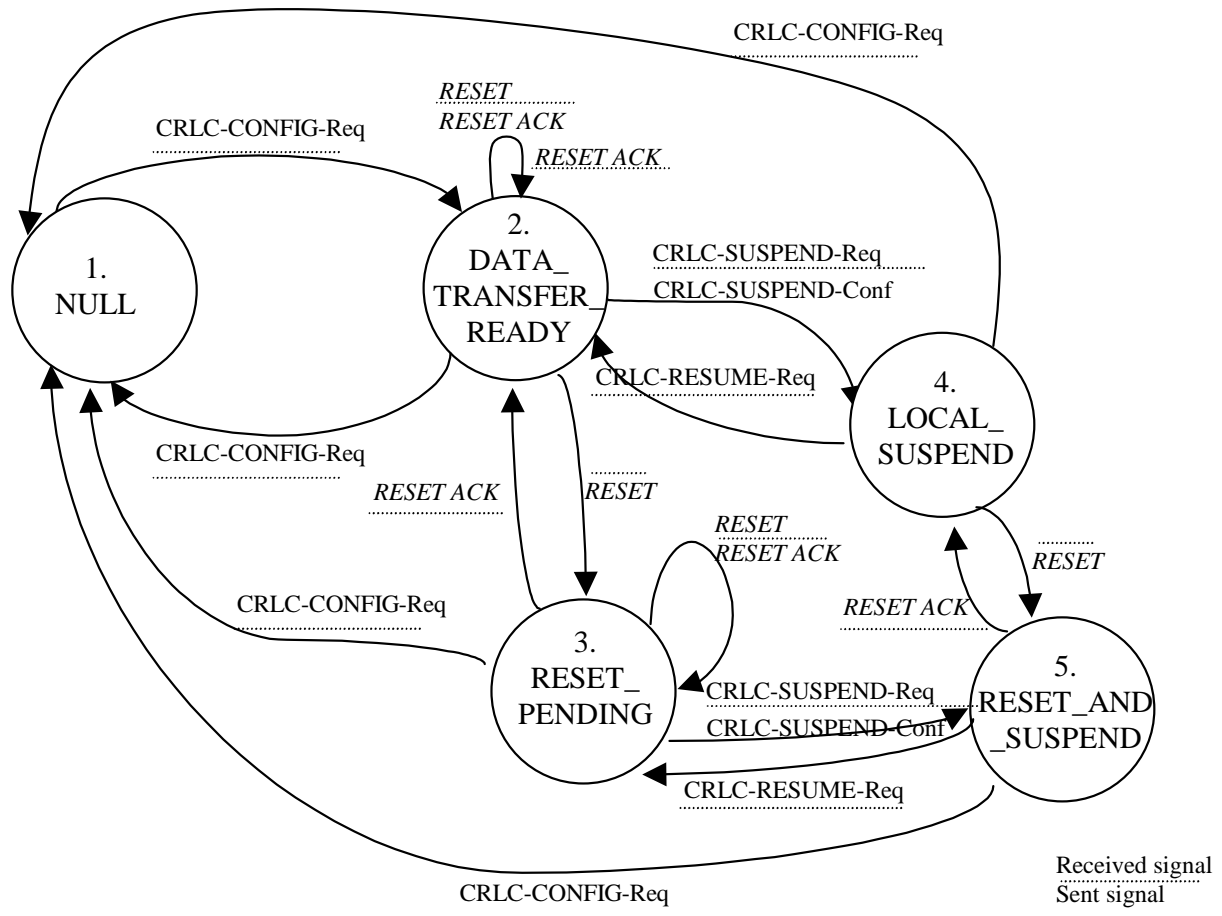 CRLC-CONFIG-Req
RESET
RESET ACK
CRLC-CONFIG-Req
RESET ACK
1.
NULL
2.
DATA_
TRANSFER_
READY
CRLC-SUSPEND-Req
CRLC-SUSPEND-Conf
CRLC-RESUME-Req
4.
LOCAL_
SUSPEND
CRLC-CONFIG-Req
RESET ACK
RESET
RESET
RESET ACK
RESET
CRLC-CONFIG-Req
RESET ACK
3.
RESET_
PENDING
CRLC-SUSPEND-Req
CRLC-SUSPEND-Conf
5.
RESET_AND
_SUSPEND
CRLC-RESUME-Req
CRLC-CONFIG-Req
Received signal
Sent signal